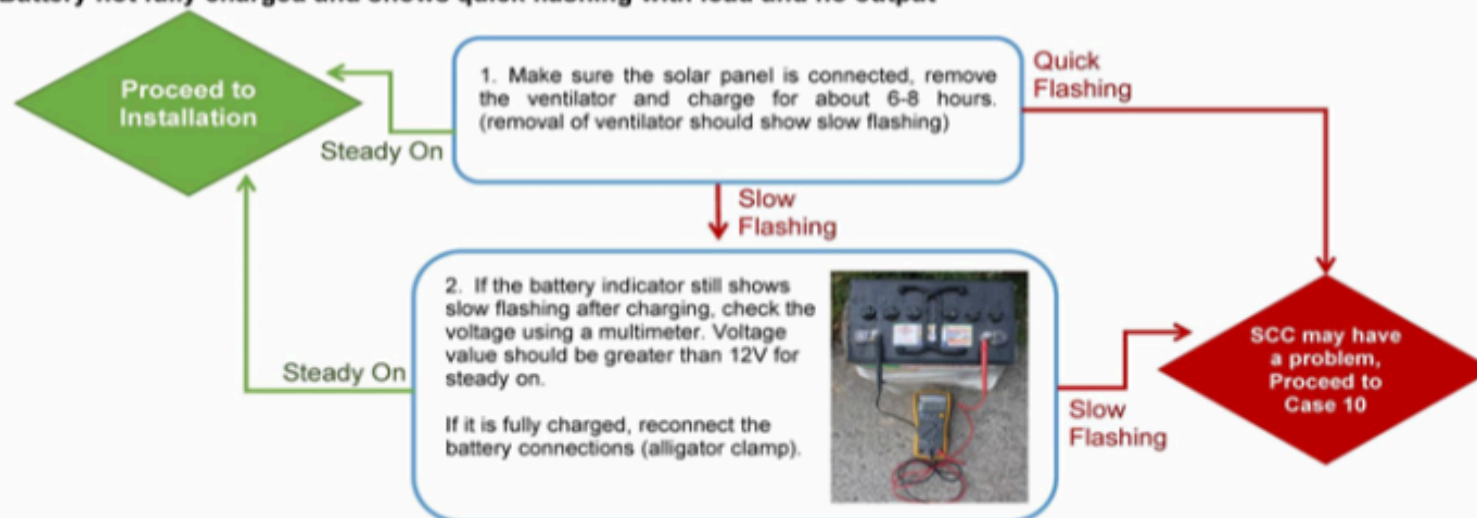 Battery not fully charged and shows quick flashing with load and no output
Proceed to
Installation
Steady On
1. Make sure the solar panel is connected, remove
the ventilator and charge for about 6-8 hours.
(removal of ventilator should show slow flashing)
Quick
Flashing
Slow
Flashing
2. If the battery indicator still shows
slow flashing after charging, check the
voltage using a multimeter. Voltage
value should be greater than 12V for
steady on.
If it is fully charged, reconnect the
battery connections (alligator clamp).
Steady On
Slow
Flashing
SCC may have
a problem,
Proceed to
Case 10